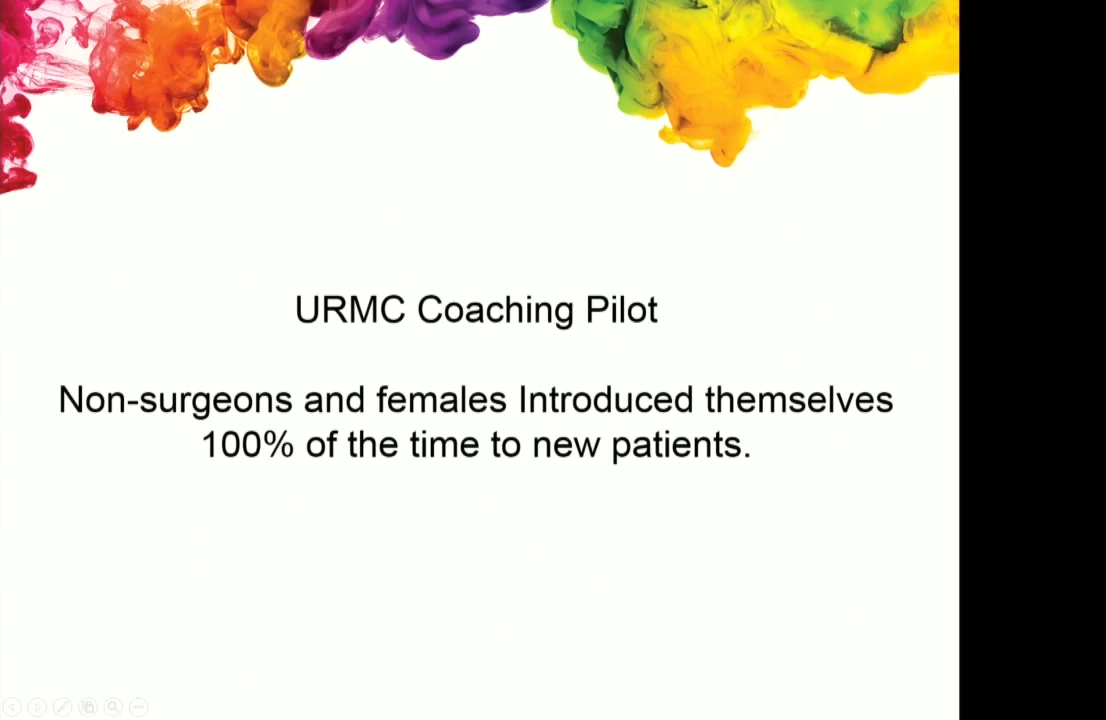 URMC Coaching Pilot
Non-surgeons and females Introduced themselves
100% of the time to new patients.